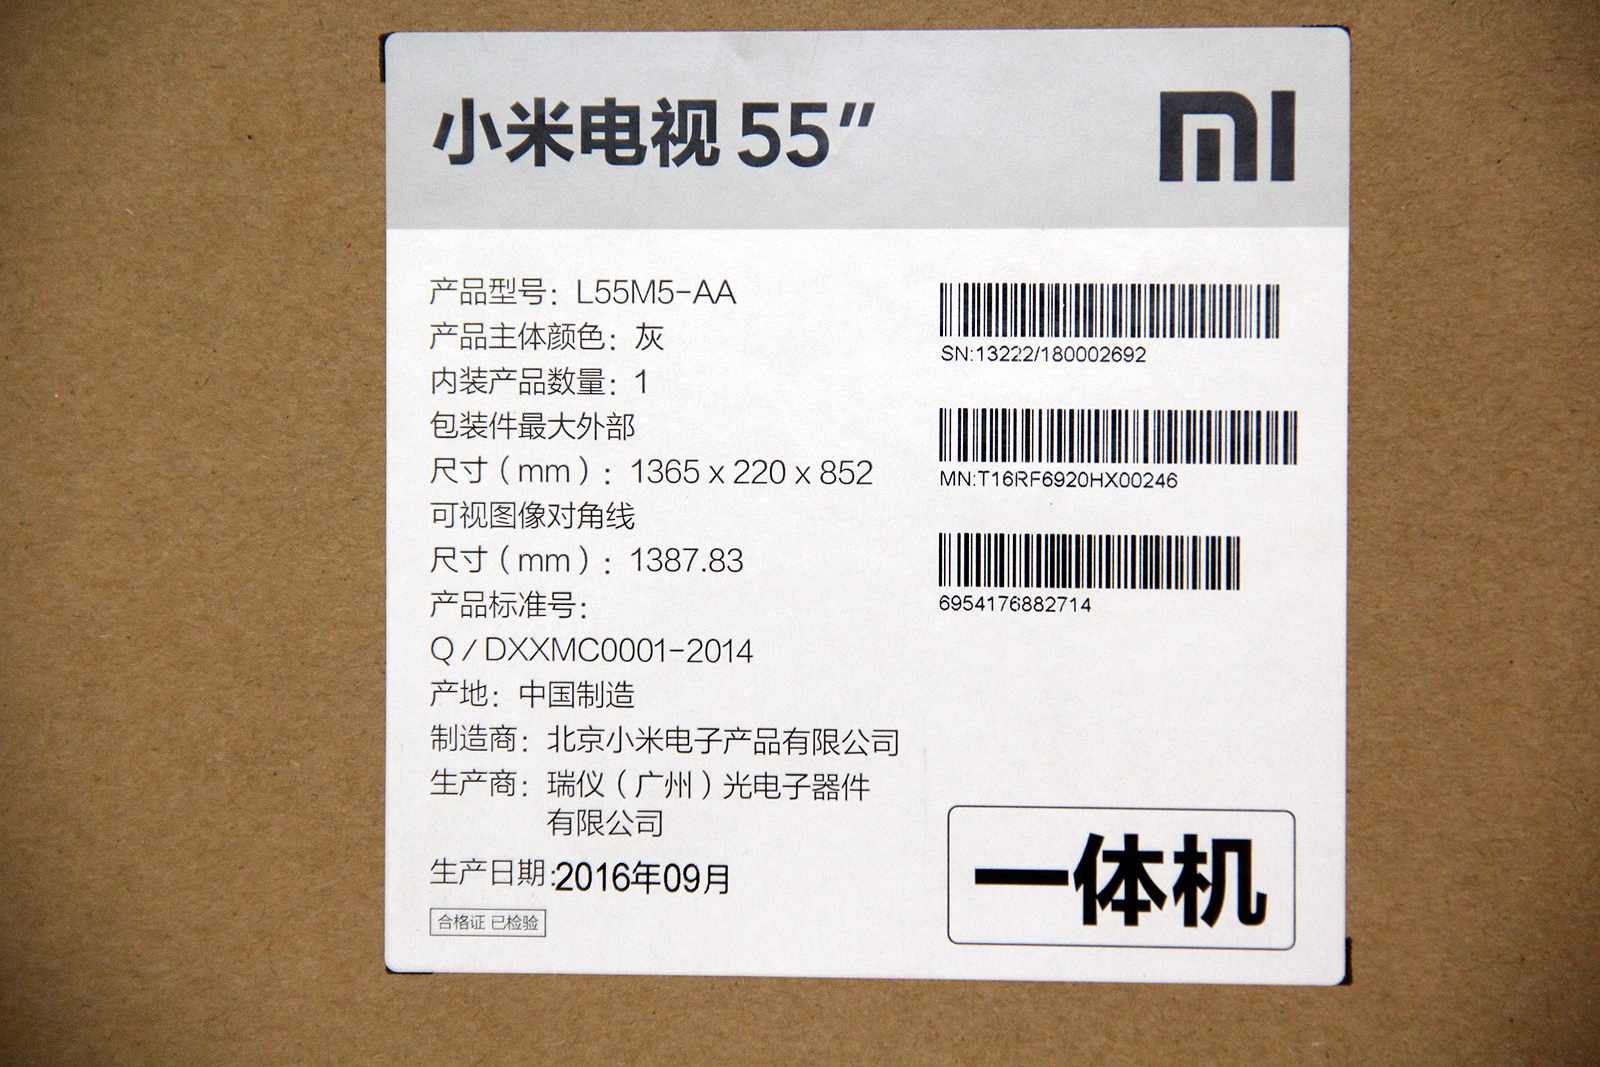 小米电视 55"
MI
产品型号：L55M5-AA
产品主体颜色：灰
内装产品数量：1
包装件最大外部
尺寸（mm）：1365 x 220 x 852
可视图像对角线
尺寸（mm）：1387.83
产品标准号：
Q/DXXMC0001-2014
产地：中国制造
制造商：北京小米电子产品有限公司
生产商：瑞仪（广州）光电子器件
有限公司
生产日期:2016年09月
合格证 已检验
SN:13222/180002692
MN:T16RF6920HX00246
6954176882714
一体机